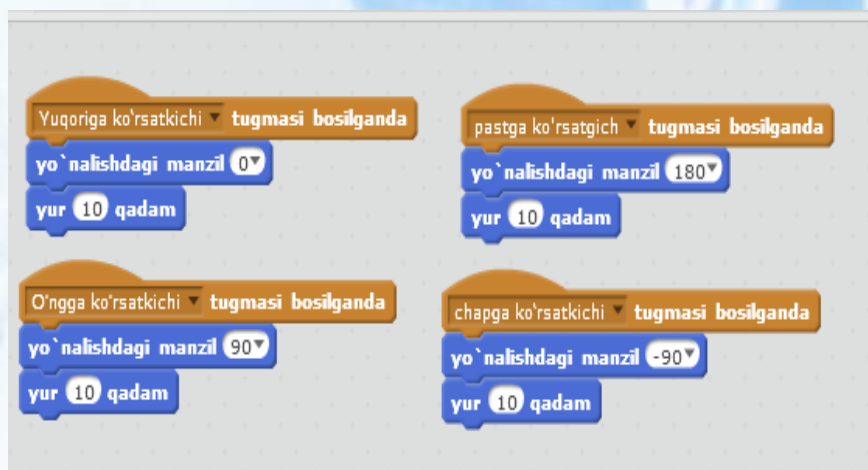 Yuqoriga ko'rsatkichi tugmasi bosilganda
yo`nalishdagi manzil 0
yur 10 qadam
pastga ko'rsatgich tugmasi bosilganda
yo`nalishdagi manzil 180
yur 10 qadam
O'ngga ko'rsatkichi tugmasi bosilganda
yo`nalishdagi manzil 90
yur 10 qadam
chapga ko'rsatkichi tugmasi bosilganda
yo`nalishdagi manzil -90
yur 10 qadam